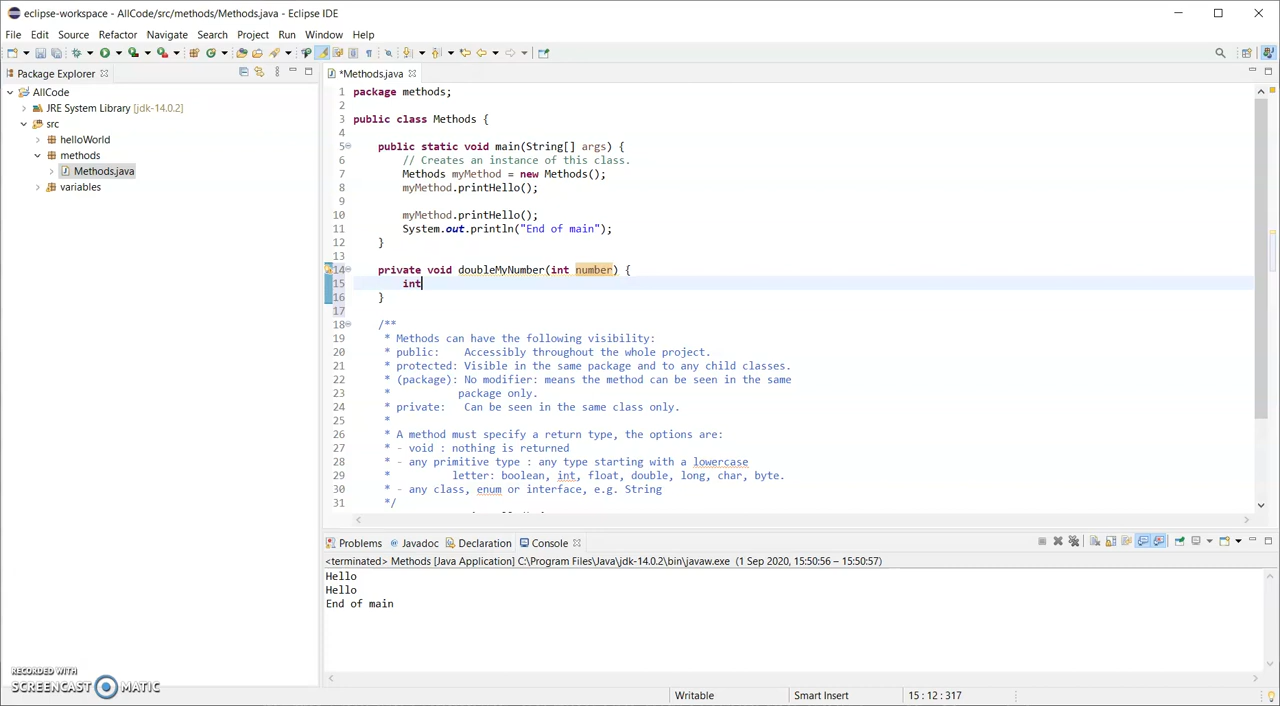 eclipse-workspace - AllCode/src/methods/Methods.java - Eclipse IDE
File Edit Source Refactor Navigate Search Project Run Window Help
Package Explorer
*Methods.java
AllCode
JRE System Library [jdk-14.0.2]
src
helloWorld
methods
Methods.java
variables
1 package methods;
2
3 public class Methods {
4
5 public static void main(String[] args) {
6 // Creates an instance of this class.
7 Methods myMethod = new Methods();
8 myMethod.printHello();
9
10 myMethod.printHello();
11 System.out.println("End of main");
12 }
13
14 private void doubleMyNumber(int number) {
15 int
16 }
17
18 /**
19 * Methods can have the following visibility:
20 * public: Accessibly throughout the whole project.
21 * protected: Visible in the same package and to any child classes.
22 * (package): No modifier: means the method can be seen in the same
23 * package only.
24 * private: Can be seen in the same class only.
25 *
26 * A method must specify a return type, the options are:
27 * - void : nothing is returned
28 * - any primitive type : any type starting with a lowercase
29 * letter: boolean, int, float, double, long, char, byte.
30 * - any class, enum or interface, e.g. String
31 */
Problems Javadoc Declaration Console
<terminated> Methods [Java Application] C:\Program Files\Java\jdk-14.0.2\bin\javaw.exe (1 Sep 2020, 15:50:56 – 15:50:57)
Hello
Hello
End of main
RECORDED WITH
SCREENCAST MATIC
Writable Smart Insert 15 : 12 : 317